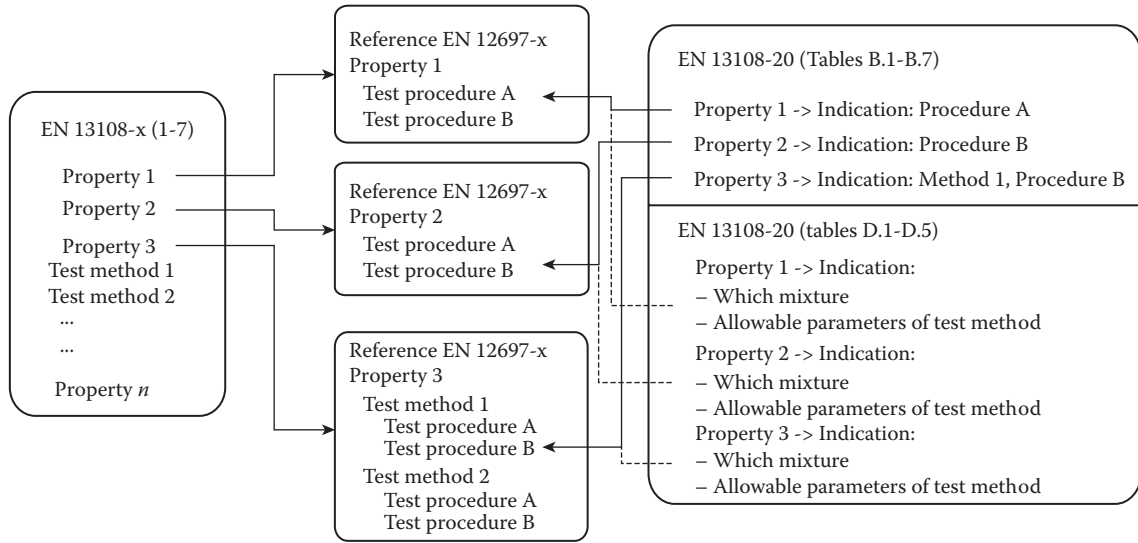 EN 13108-x (1-7)
Property 1
Property 2
Property 3
Test method 1
Test method 2
...
...
Property n
Reference EN 12697-x
Property 1
Test procedure A
Test procedure B
Reference EN 12697-x
Property 2
Test procedure A
Test procedure B
Reference EN 12697-x
Property 3
Test method 1
Test procedure A
Test procedure B
Test method 2
Test procedure A
Test procedure B
EN 13108-20 (Tables B.1-B.7)
Property 1 -> Indication: Procedure A
Property 2 -> Indication: Procedure B
Property 3 -> Indication: Method 1, Procedure B
EN 13108-20 (tables D.1-D.5)
Property 1 -> Indication:
– Which mixture
– Allowable parameters of test method
Property 2 -> Indication:
– Which mixture
– Allowable parameters of test method
Property 3 -> Indication:
– Which mixture
– Allowable parameters of test method